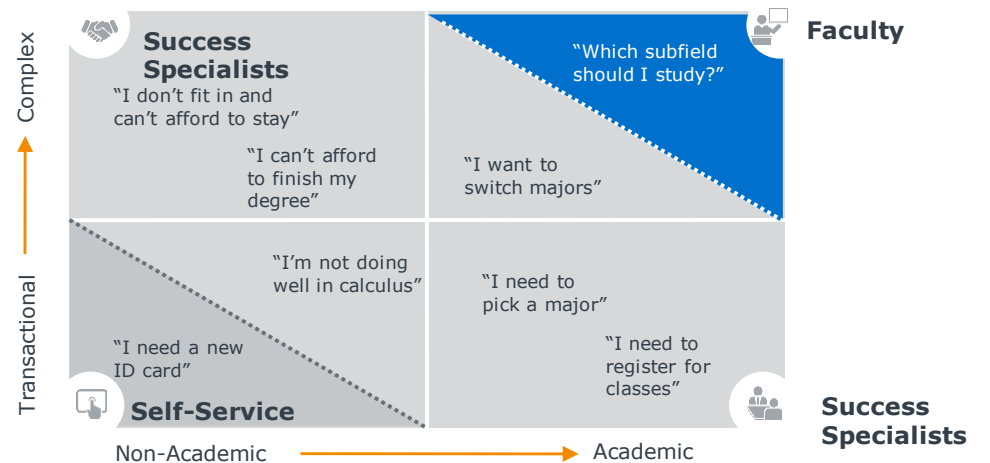 Complex
Transactional
Success
Specialists
“I don’t fit in and
can’t afford to stay”
“I can’t afford
to finish my
degree”
“Which subfield
should I study?”
Faculty
“I want to
switch majors”
“I’m not doing
well in calculus”
“I need a new
ID card”
Self-Service
“I need to
pick a major”
“I need to
register for
classes”
Success
Specialists
Non-Academic
Academic